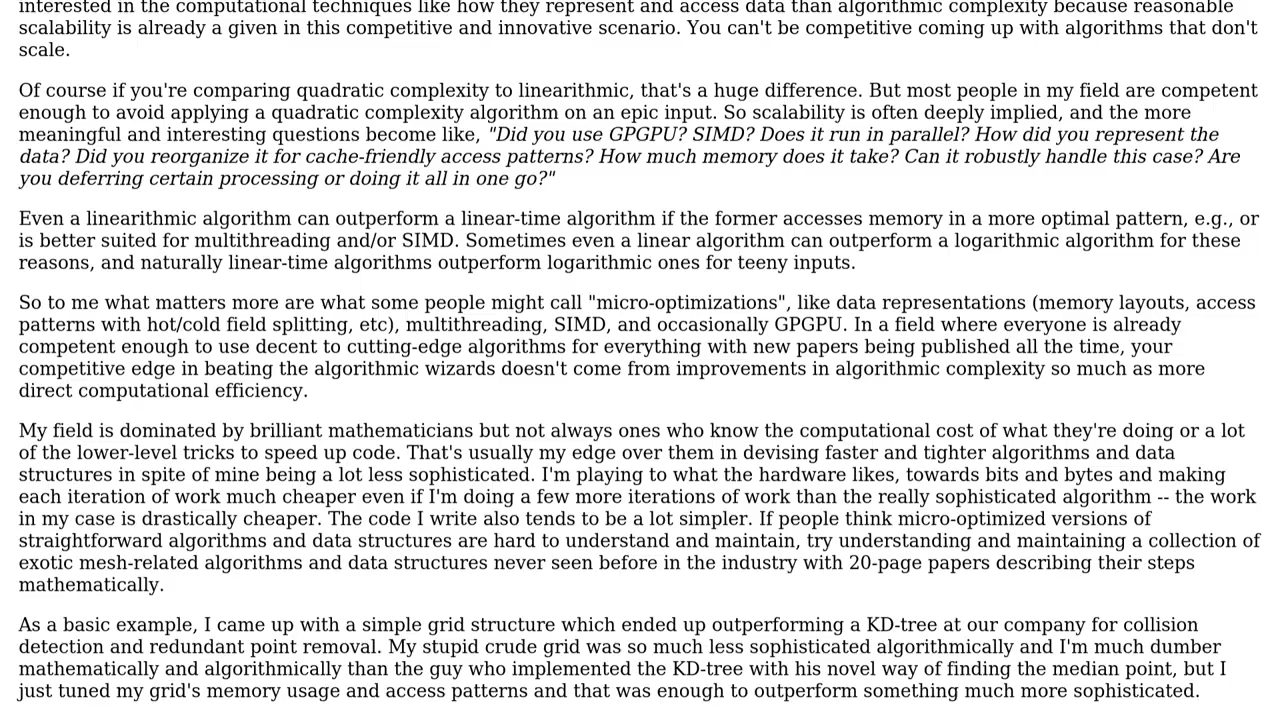 interested in the computational techniques like how they represent and access data than algorithmic complexity because reasonable
scalability is already a given in this competitive and innovative scenario. You can't be competitive coming up with algorithms that don't
scale.
Of course if you're comparing quadratic complexity to linearithmic, that's a huge difference. But most people in my field are competent
enough to avoid applying a quadratic complexity algorithm on an epic input. So scalability is often deeply implied, and the more
meaningful and interesting questions become like, "Did you use GPGPU? SIMD? Does it run in parallel? How did you represent the
data? Did you reorganize it for cache-friendly access patterns? How much memory does it take? Can it robustly handle this case? Are
you deferring certain processing or doing it all in one go?"
Even a linearithmic algorithm can outperform a linear-time algorithm if the former accesses memory in a more optimal pattern, e.g., or
is better suited for multithreading and/or SIMD. Sometimes even a linear algorithm can outperform a logarithmic algorithm for these
reasons, and naturally linear-time algorithms outperform logarithmic ones for teeny inputs.
So to me what matters more are what some people might call "micro-optimizations", like data representations (memory layouts, access
patterns with hot/cold field splitting, etc), multithreading, SIMD, and occasionally GPGPU. In a field where everyone is already
competent enough to use decent to cutting-edge algorithms for everything with new papers being published all the time, your
competitive edge in beating the algorithmic wizards doesn't come from improvements in algorithmic complexity so much as more
direct computational efficiency.
My field is dominated by brilliant mathematicians but not always ones who know the computational cost of what they're doing or a lot
of the lower-level tricks to speed up code. That's usually my edge over them in devising faster and tighter algorithms and data
structures in spite of mine being a lot less sophisticated. I'm playing to what the hardware likes, towards bits and bytes and making
each iteration of work much cheaper even if I'm doing a few more iterations of work than the really sophisticated algorithm -- the work
in my case is drastically cheaper. The code I write also tends to be a lot simpler. If people think micro-optimized versions of
straightforward algorithms and data structures are hard to understand and maintain, try understanding and maintaining a collection of
exotic mesh-related algorithms and data structures never seen before in the industry with 20-page papers describing their steps
mathematically.
As a basic example, I came up with a simple grid structure which ended up outperforming a KD-tree at our company for collision
detection and redundant point removal. My stupid crude grid was so much less sophisticated algorithmically and I'm much dumber
mathematically and algorithmically than the guy who implemented the KD-tree with his novel way of finding the median point, but I
just tuned my grid's memory usage and access patterns and that was enough to outperform something much more sophisticated.